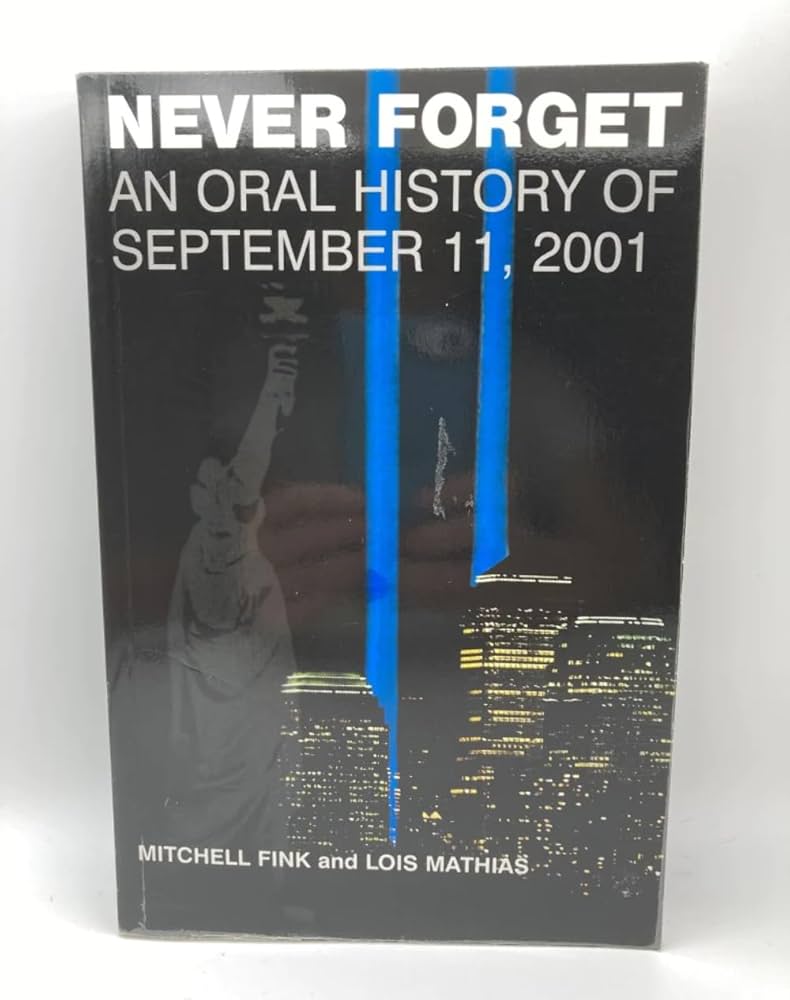 NEVER FORGET
AN ORAL HISTORY OF
SEPTEMBER 11, 2001
MITCHELL FINK and LOIS MATHIAS